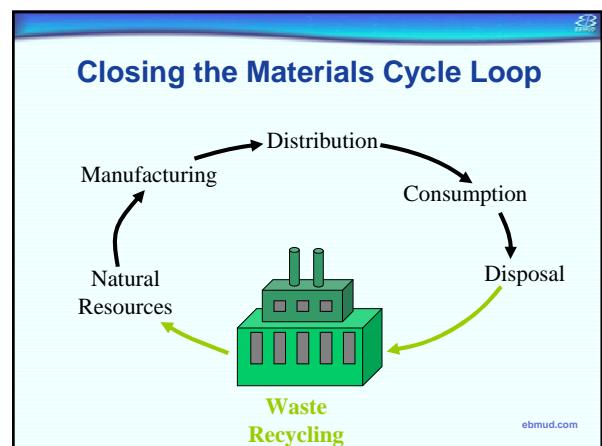 Closing the Materials Cycle Loop
Distribution
Manufacturing
Consumption
Natural
Resources
Disposal
Waste
Recycling
ebmud.com